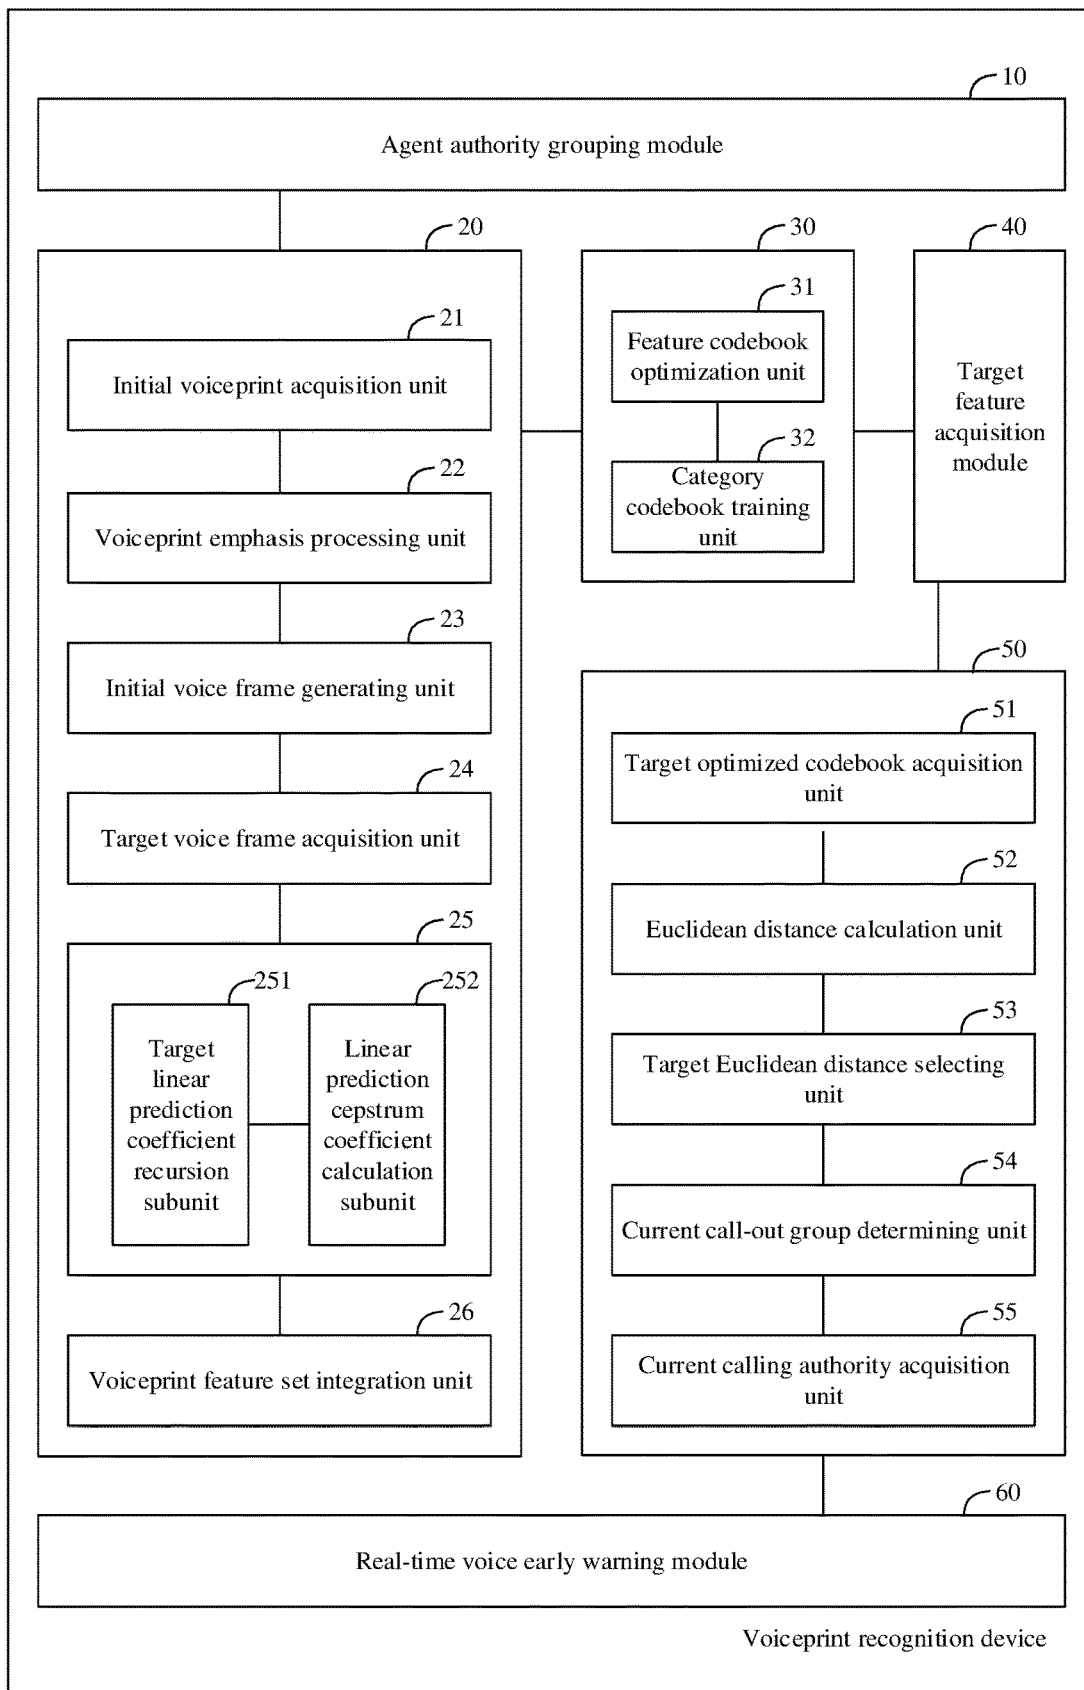 10
Agent authority grouping module
20
21
Initial voiceprint acquisition unit
22
Voiceprint emphasis processing unit
23
Initial voice frame generating unit
24
Target voice frame acquisition unit
25
251
Target
linear
prediction
coefficient
recursion
subunit
252
Linear
prediction
cepstrum
coefficient
calculation
subunit
26
Voiceprint feature set integration unit
30
31
Feature codebook
optimization unit
32
Category
codebook training
unit
40
Target
feature
acquisition
module
50
51
Target optimized codebook acquisition
unit
52
Euclidean distance calculation unit
53
Target Euclidean distance selecting
unit
54
Current call-out group determining unit
55
Current calling authority acquisition
unit
60
Real-time voice early warning module
Voiceprint recognition device